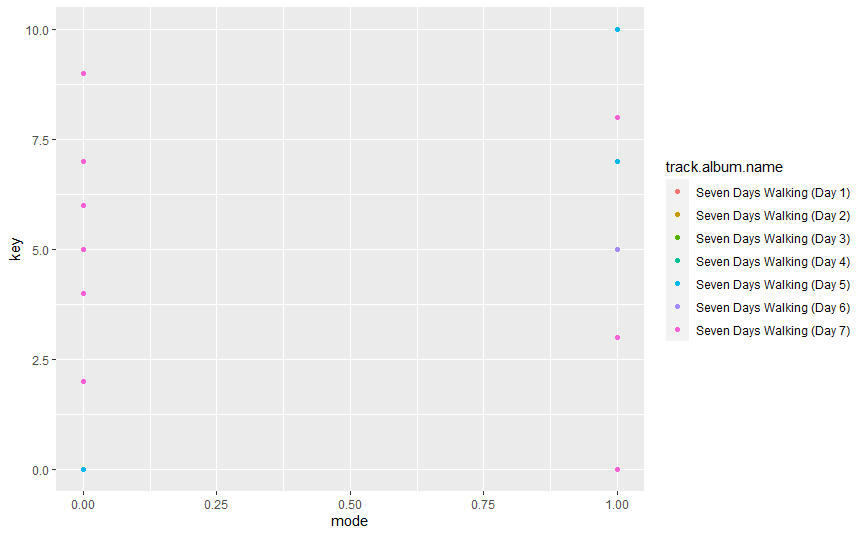 10.0
7.5
5.0
2.5
0.0
key
0.00 0.25 0.50 0.75 1.00
mode
track.album.name
Seven Days Walking (Day 1)
Seven Days Walking (Day 2)
Seven Days Walking (Day 3)
Seven Days Walking (Day 4)
Seven Days Walking (Day 5)
Seven Days Walking (Day 6)
Seven Days Walking (Day 7)